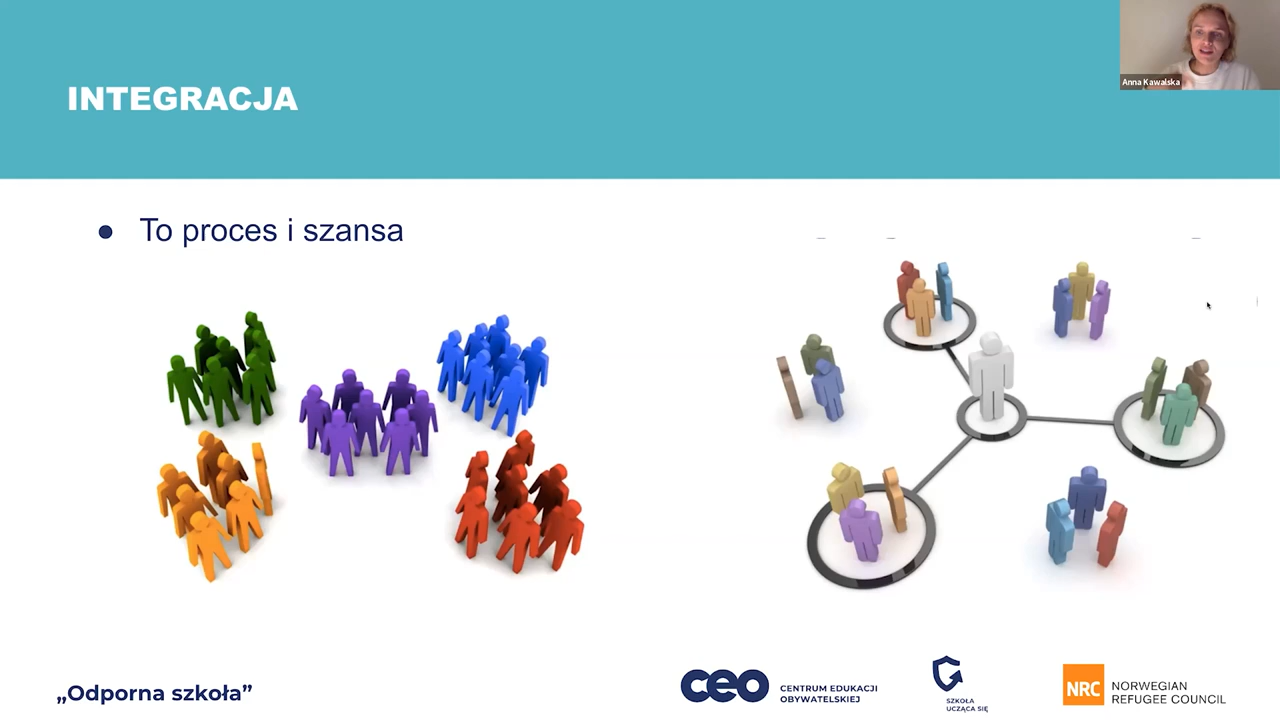 Anna Kawalska
INTEGRACJA
● To proces i szansa
„Odporna szkoła”
ceo
CENTRUM EDUKACJI
OBYWATELSKIEJ
SZKOŁA
UCZĄCA SIĘ
NRC
NORWEGIAN
REFUGEE COUNCIL